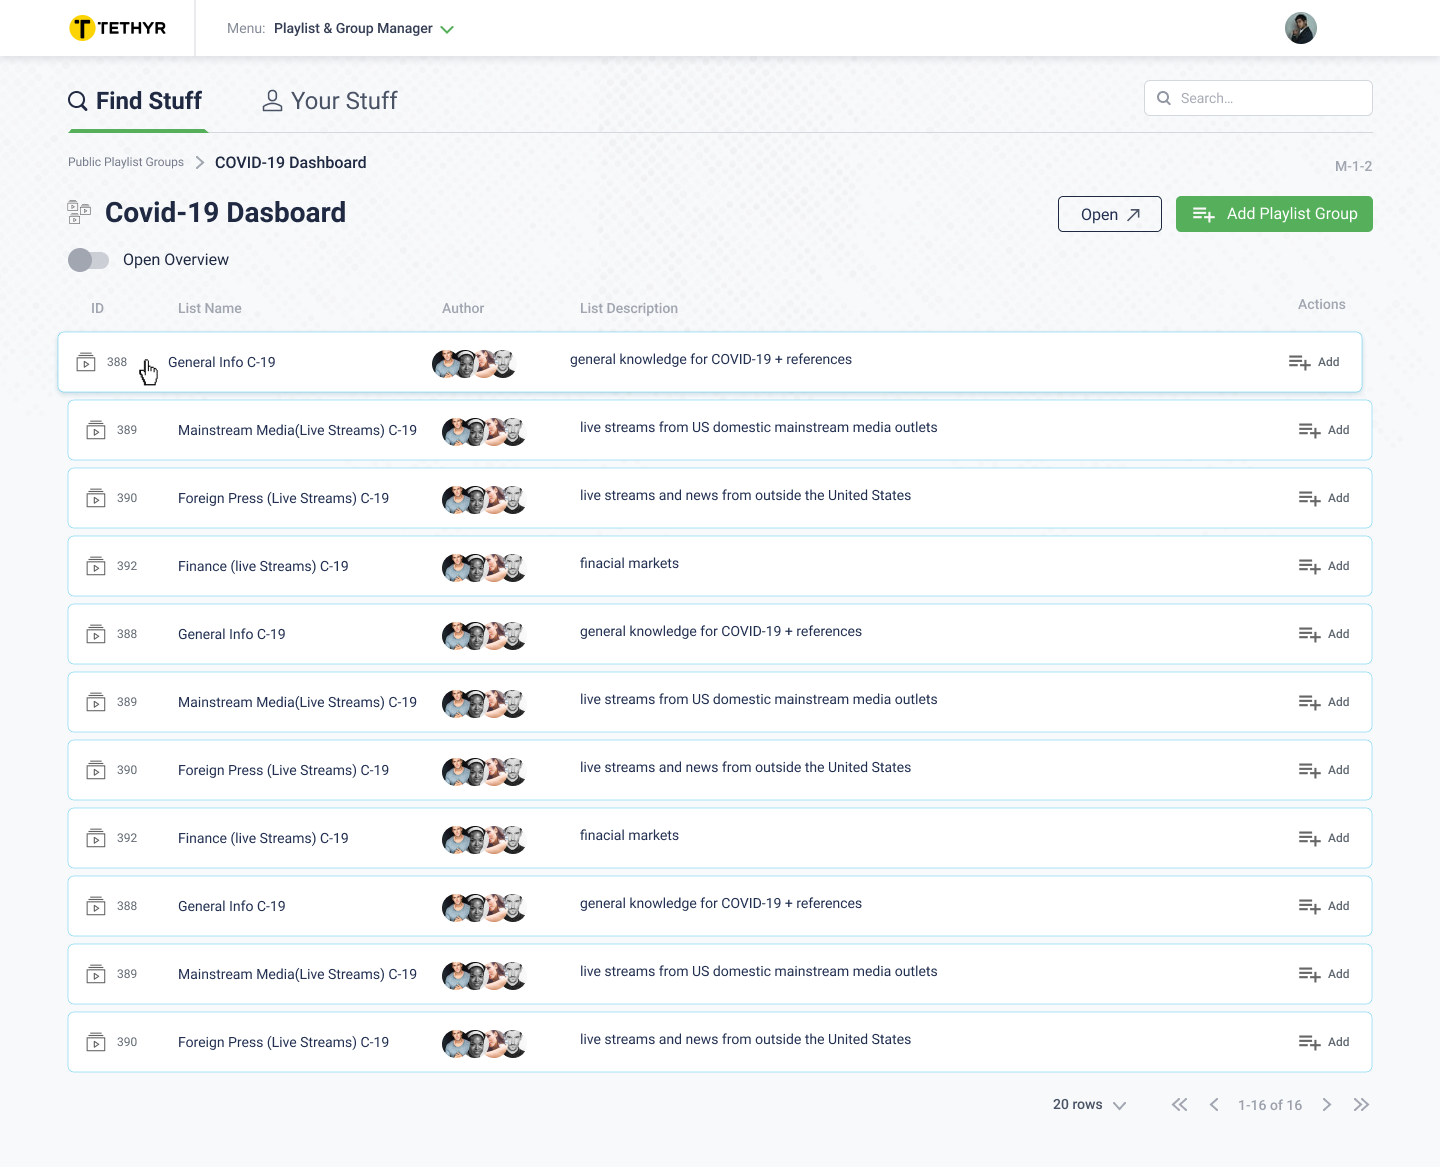 TETHYR
Menu: Playlist & Group Manager
Find Stuff
Your Stuff
Search...
Public Playlist Groups
COVID-19 Dashboard
M-1-2
Covid-19 Dasboard
Open
Add Playlist Group
Open Overview
ID List Name Author List Description Actions
388 General Info C-19 general knowledge for COVID-19 + references Add
389 Mainstream Media(Live Streams) C-19 live streams from US domestic mainstream media outlets Add
390 Foreign Press (Live Streams) C-19 live streams and news from outside the United States Add
392 Finance (live Streams) C-19 finacial markets Add
388 General Info C-19 general knowledge for COVID-19 + references Add
389 Mainstream Media(Live Streams) C-19 live streams from US domestic mainstream media outlets Add
390 Foreign Press (Live Streams) C-19 live streams and news from outside the United States Add
392 Finance (live Streams) C-19 finacial markets Add
388 General Info C-19 general knowledge for COVID-19 + references Add
389 Mainstream Media(Live Streams) C-19 live streams from US domestic mainstream media outlets Add
390 Foreign Press (Live Streams) C-19 live streams and news from outside the United States Add
20 rows 1-16 of 16